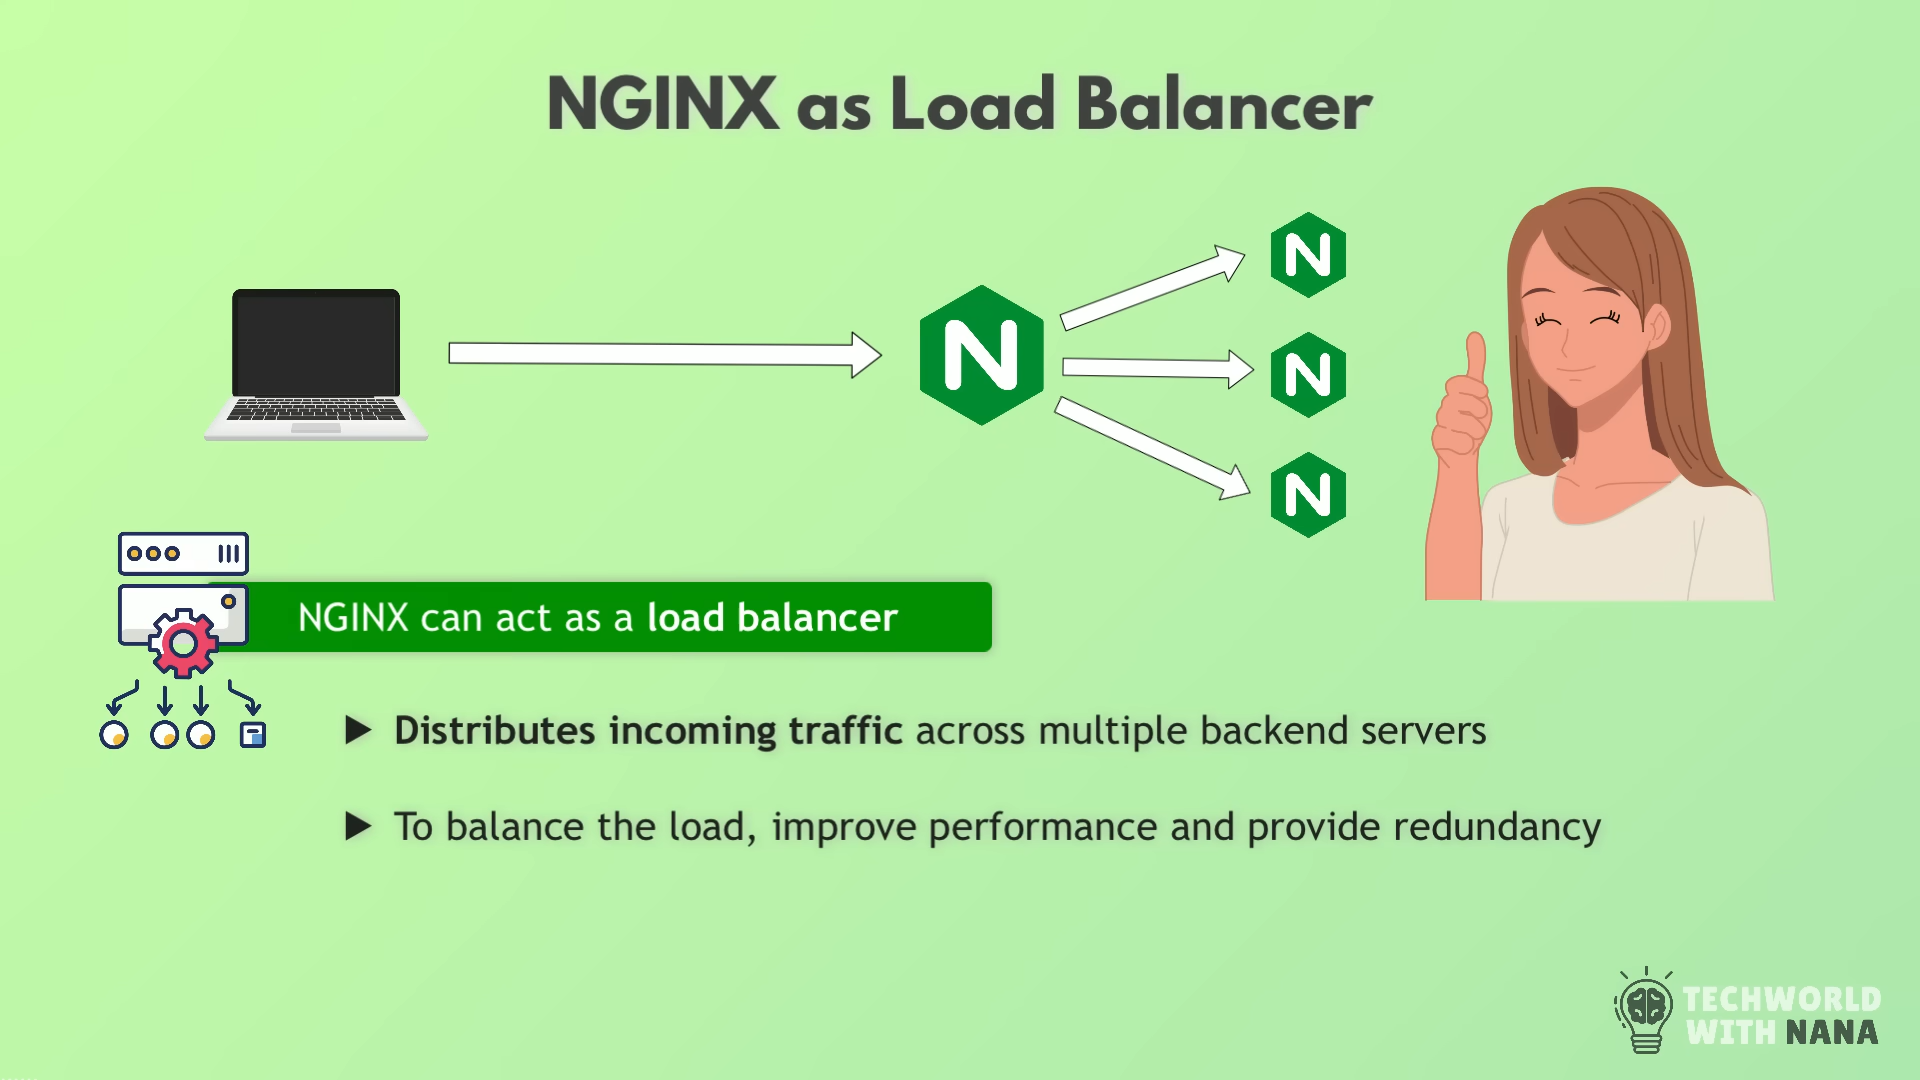 NGINX as Load Balancer
N
N
N
N
NGINX can act as a load balancer
Distributes incoming traffic across multiple backend servers
To balance the load, improve performance and provide redundancy
TECHWORLD
WITH NANA